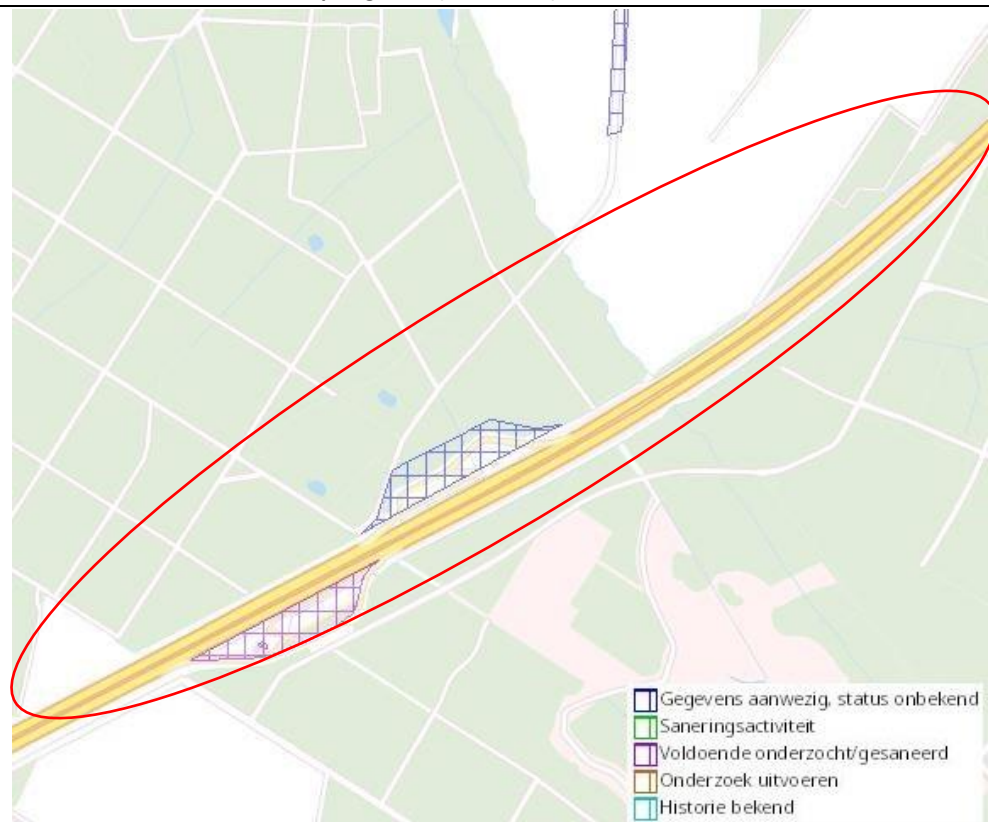 Gegevens aanwezig, status onbekend
Saneringsactiviteit
Voldoende onderzocht/gesaneerd
Onderzoek uitvoeren
Historie bekend